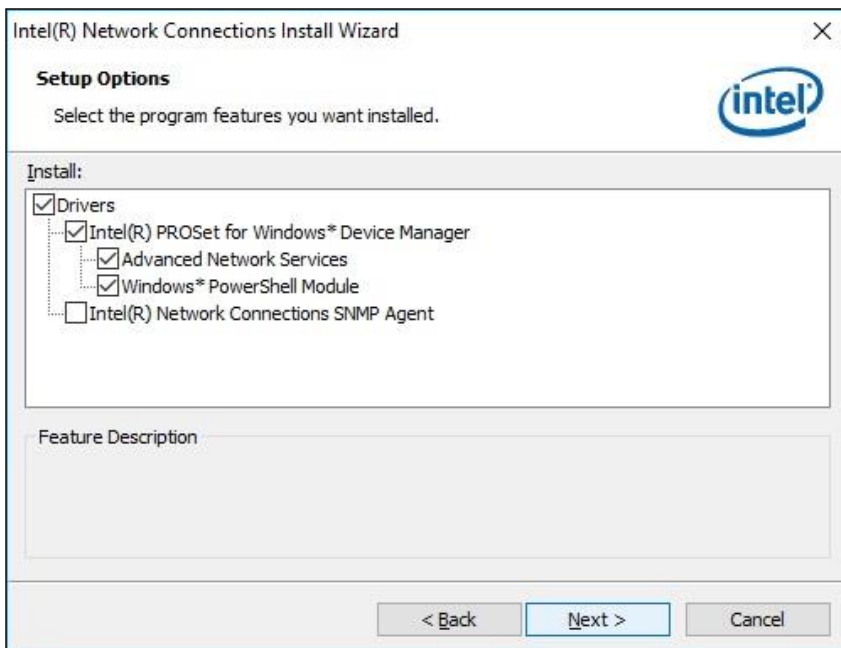 Intel(R) Network Connections Install Wizard
Setup Options
Select the program features you want installed.
intel
Install:
Drivers
Intel(R) PROSet for Windows* Device Manager
Advanced Network Services
Windows* PowerShell Module
Intel(R) Network Connections SNMP Agent
Feature Description
< Back Next > Cancel